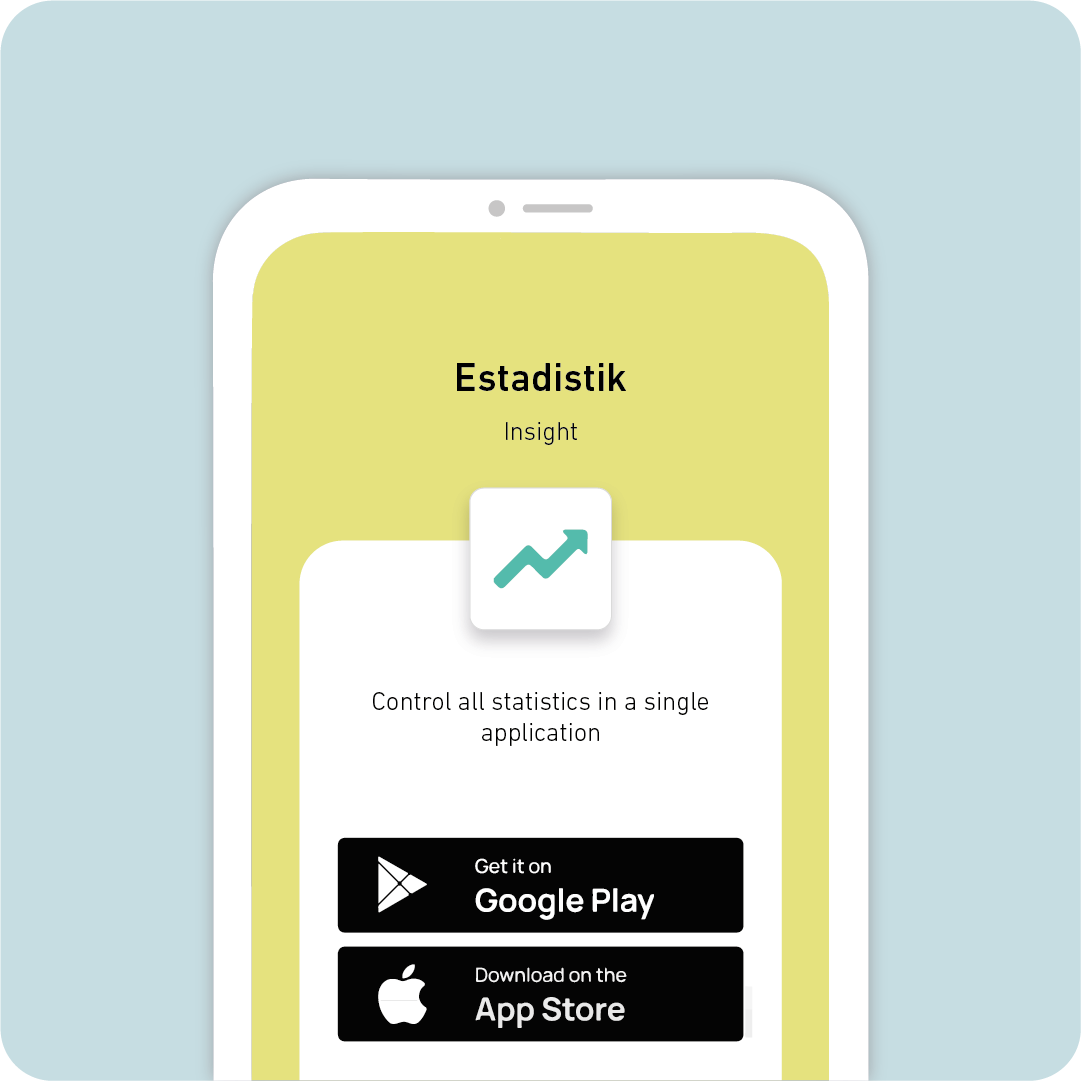 Estadistik
Insight
Control all statistics in a single
application
Get it on
Google Play
Download on the
App Store